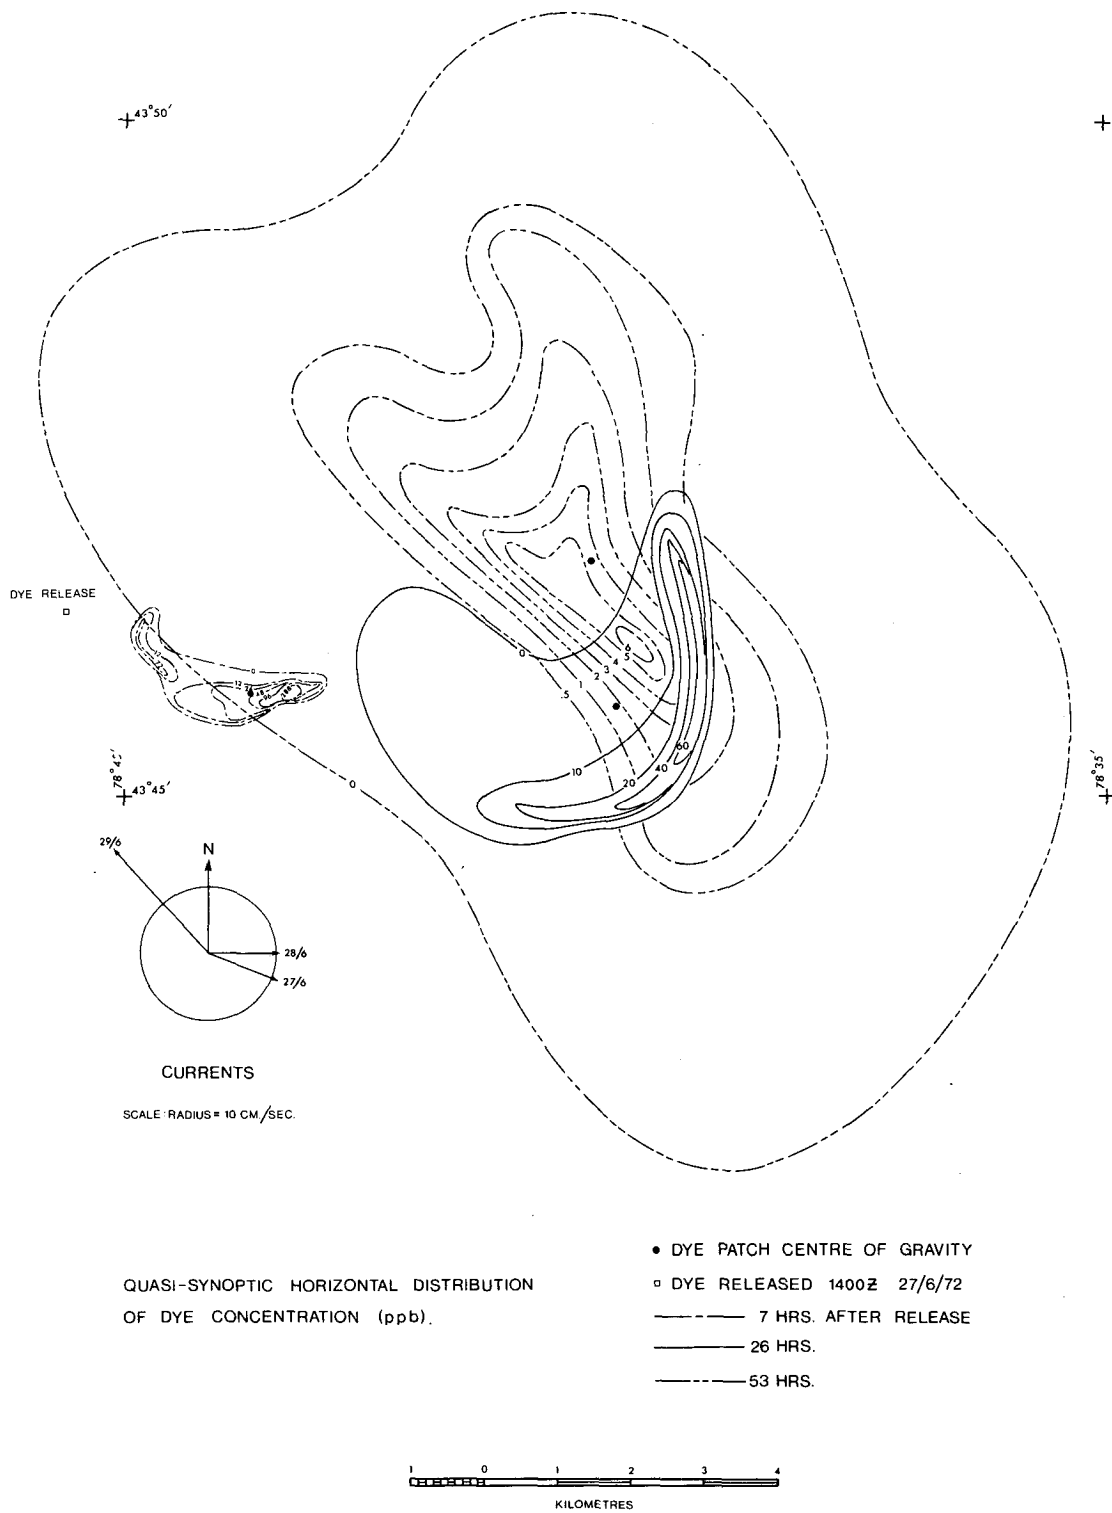 43°50′
DYE RELEASE
0
12
0
.5
1
2
3
4
5
6
10
20
40
60
0
78°45′
43°45′
78°35′
29/6
N
28/6
27/6
CURRENTS
SCALE: RADIUS = 10 CM./SEC.
QUASI-SYNOPTIC HORIZONTAL DISTRIBUTION
OF DYE CONCENTRATION (ppb).
• DYE PATCH CENTRE OF GRAVITY
□ DYE RELEASED 1400Z 27/6/72
7 HRS. AFTER RELEASE
26 HRS.
53 HRS.
1 0 1 2 3 4
KILOMETRES